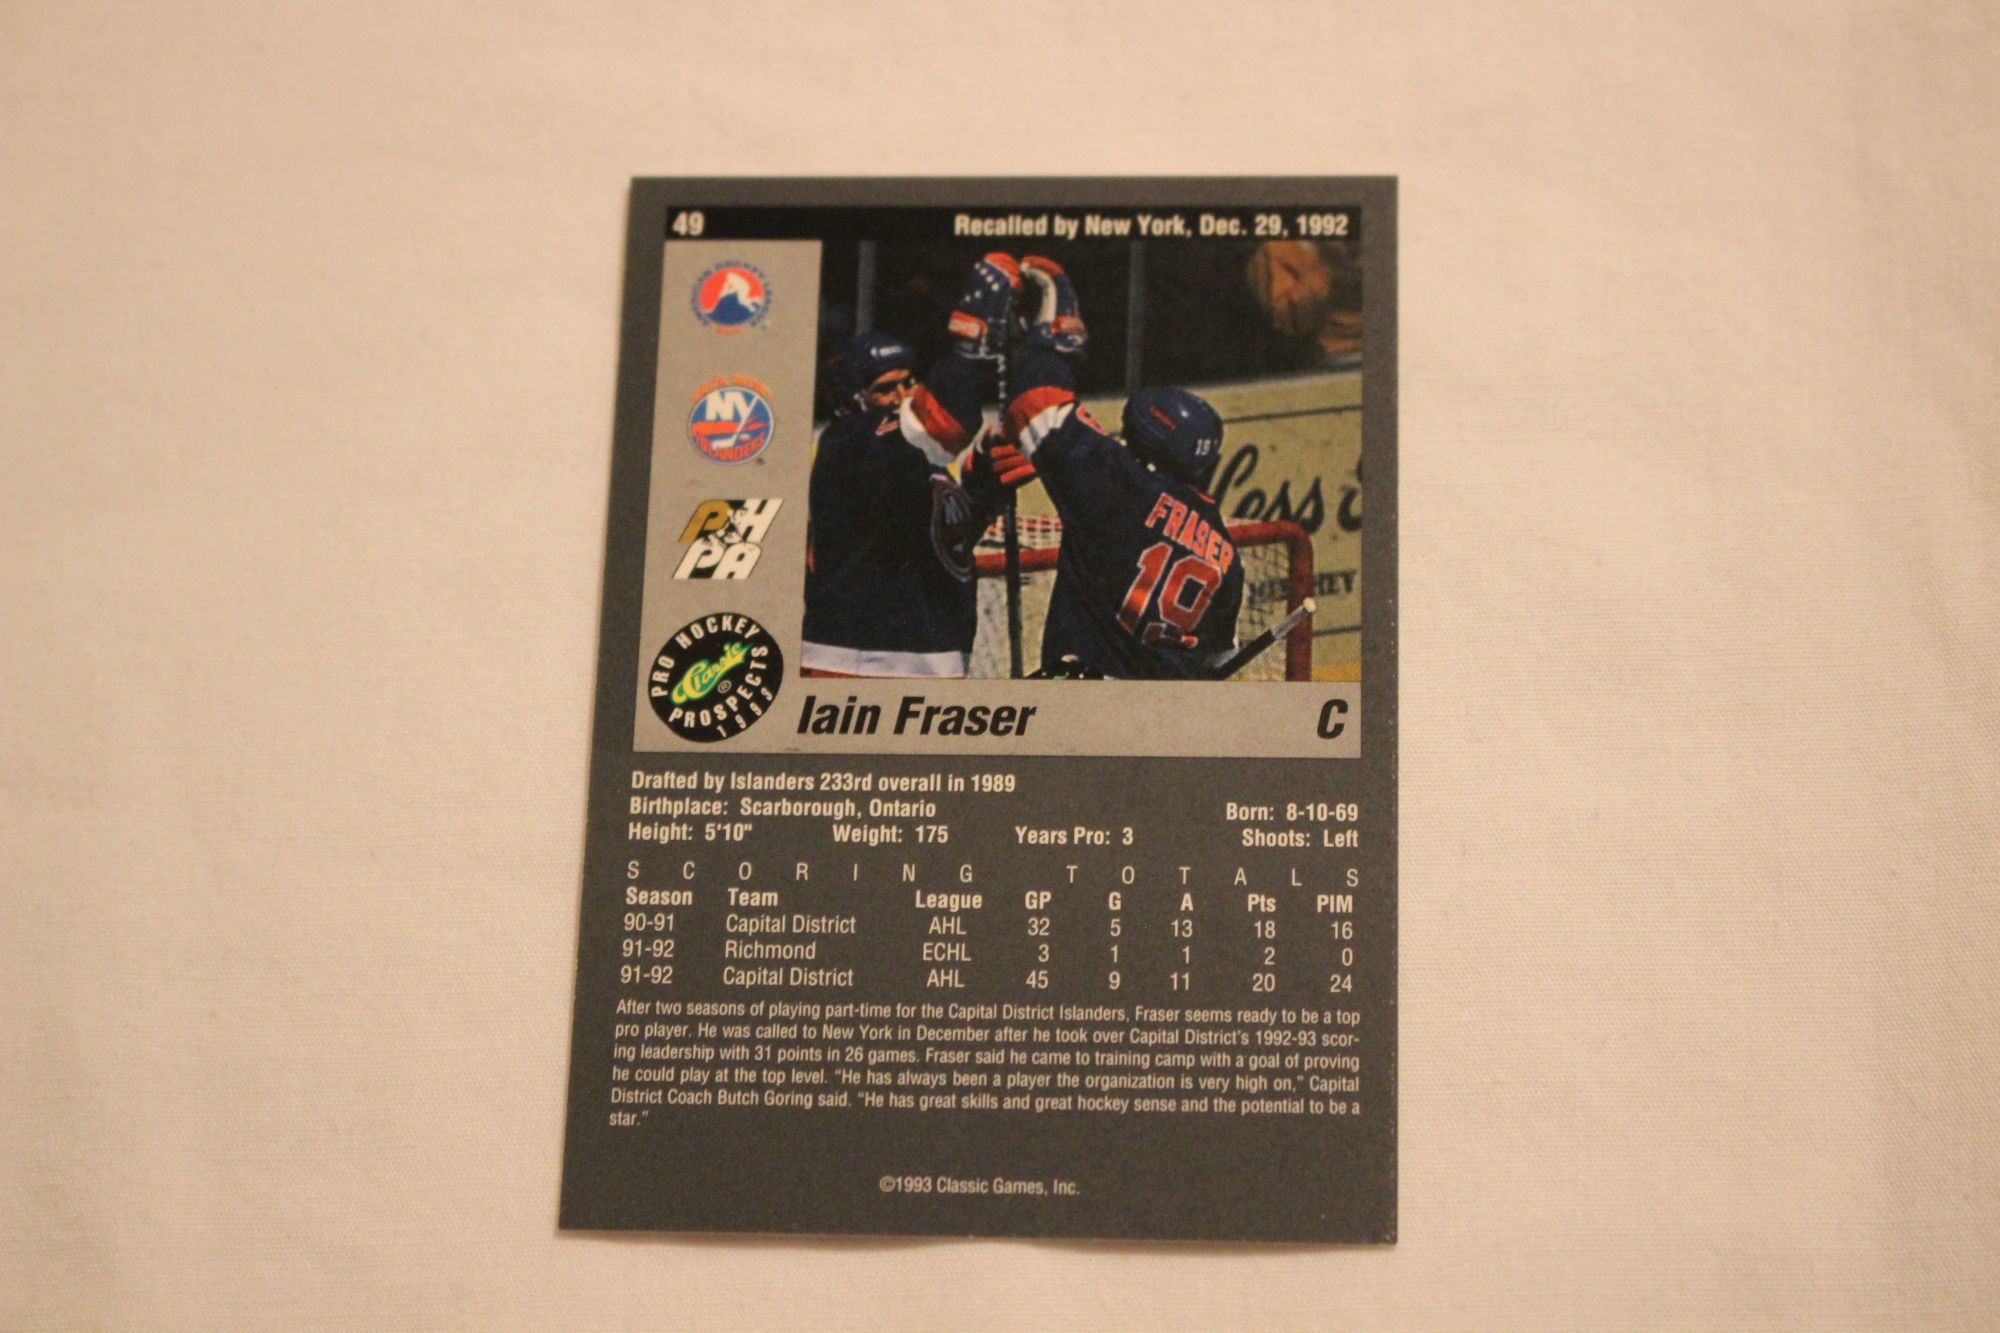 49 Recalled by New York, Dec. 29, 1992
AMERICAN HOCKEY LEAGUE
NY
ISLANDERS
PHPA
19
FRASER
19
PRO HOCKEY
Classic
®
PROSPECTS
1993
Iain Fraser C
Drafted by Islanders 233rd overall in 1989
Birthplace: Scarborough, Ontario Born: 8-10-69
Height: 5'10" Weight: 175 Years Pro: 3 Shoots: Left
SCORING TOTALS
Season Team League GP G A Pts PIM
90-91 Capital District AHL 32 5 13 18 16
91-92 Richmond ECHL 3 1 1 2 0
91-92 Capital District AHL 45 9 11 20 24
After two seasons of playing part-time for the Capital District Islanders, Fraser seems ready to be a top
pro player. He was called to New York in December after he took over Capital District's 1992-93 scor-
ing leadership with 31 points in 26 games. Fraser said he came to training camp with a goal of proving
he could play at the top level. "He has always been a player the organization is very high on," Capital
District Coach Butch Goring said. "He has great skills and great hockey sense and the potential to be a
star."
©1993 Classic Games, Inc.